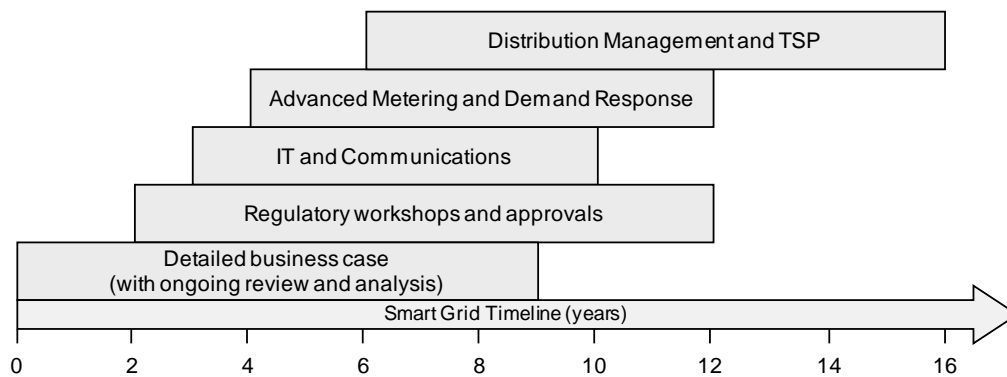 Distribution Management and TSP
Advanced Metering and Demand Response
IT and Communications
Regulatory workshops and approvals
Detailed business case
(with ongoing review and analysis)
Smart Grid Timeline (years)
0 2 4 6 8 10 12 14 16